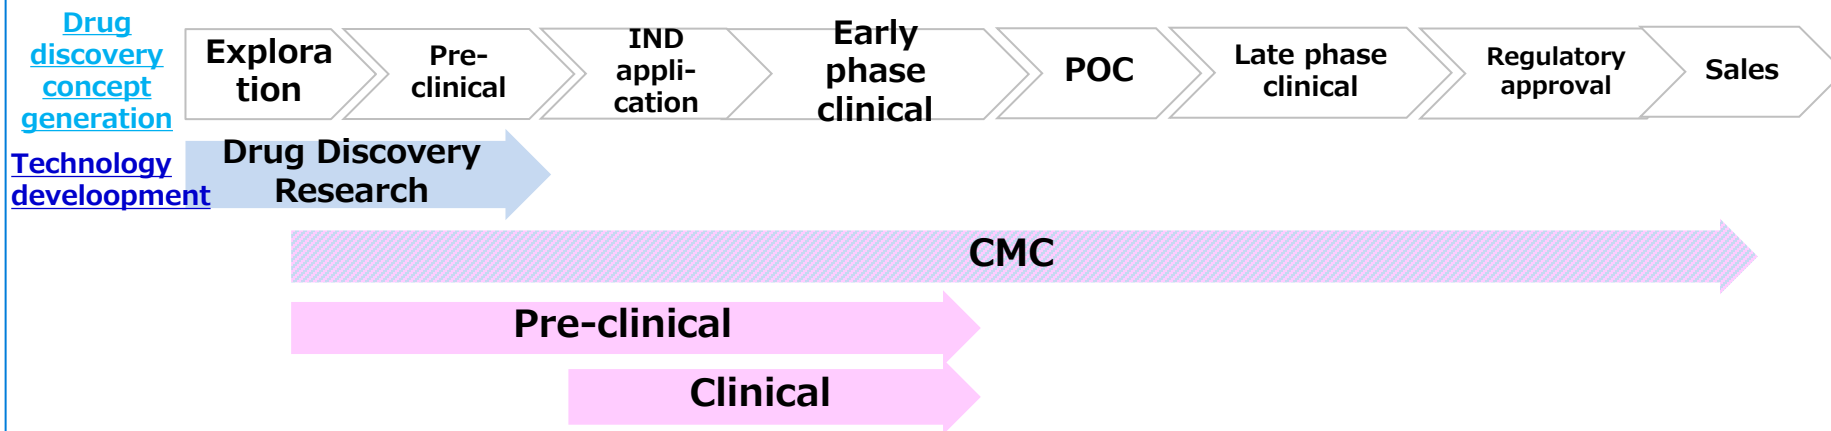 Drug
discovery
concept
generation
Explora
tion
Pre-
clinical
IND
appli-
cation
Early
phase
clinical
POC
Late phase
clinical
Regulatory
approval
Sales
Technology
develoopment
Drug Discovery
Research
CMC
Pre-clinical
Clinical